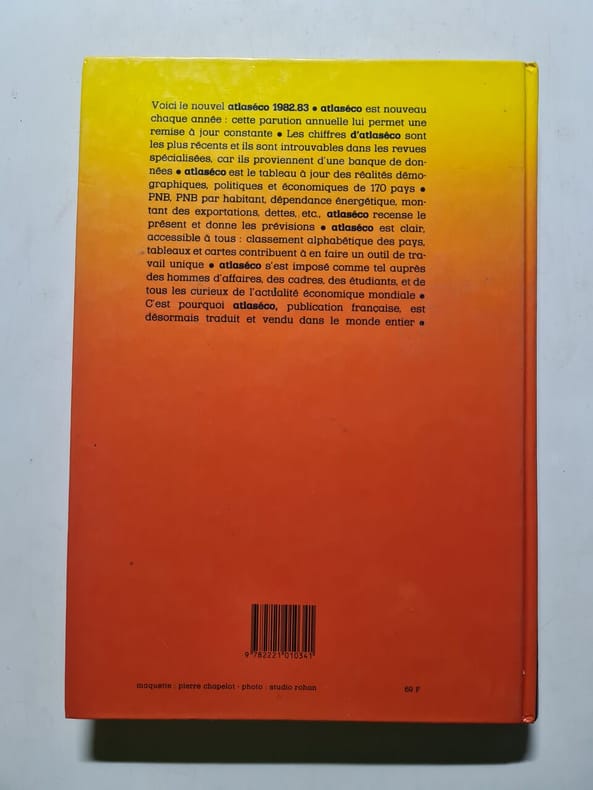 Voici le nouvel atlaséco 1982.83 • atlaséco est nouveau
chaque année : cette parution annuelle lui permet une
remise à jour constante • Les chiffres d'atlaséco sont
les plus récents et ils sont introuvables dans les revues
spécialisées, car ils proviennent d'une banque de don-
nées • atlaséco est le tableau à jour des réalités démo-
graphiques, politiques et économiques de 170 pays •
PNB, PNB par habitant, dépendance énergétique, mon-
tant des exportations, dettes, etc., atlaséco recense le
présent et donne les prévisions • atlaséco est clair,
accessible à tous : classement alphabétique des pays,
tableaux et cartes contribuent à en faire un outil de tra-
vail unique • atlaséco s'est imposé comme tel auprès
des hommes d'affaires, des cadres, des étudiants, et de
tous les curieux de l'actualité économique mondiale •
C'est pourquoi atlaséco, publication française, est
désormais traduit et vendu dans le monde entier •
9 782221 010341
maquette : pierre chapelot - photo : studio rohan
69 F